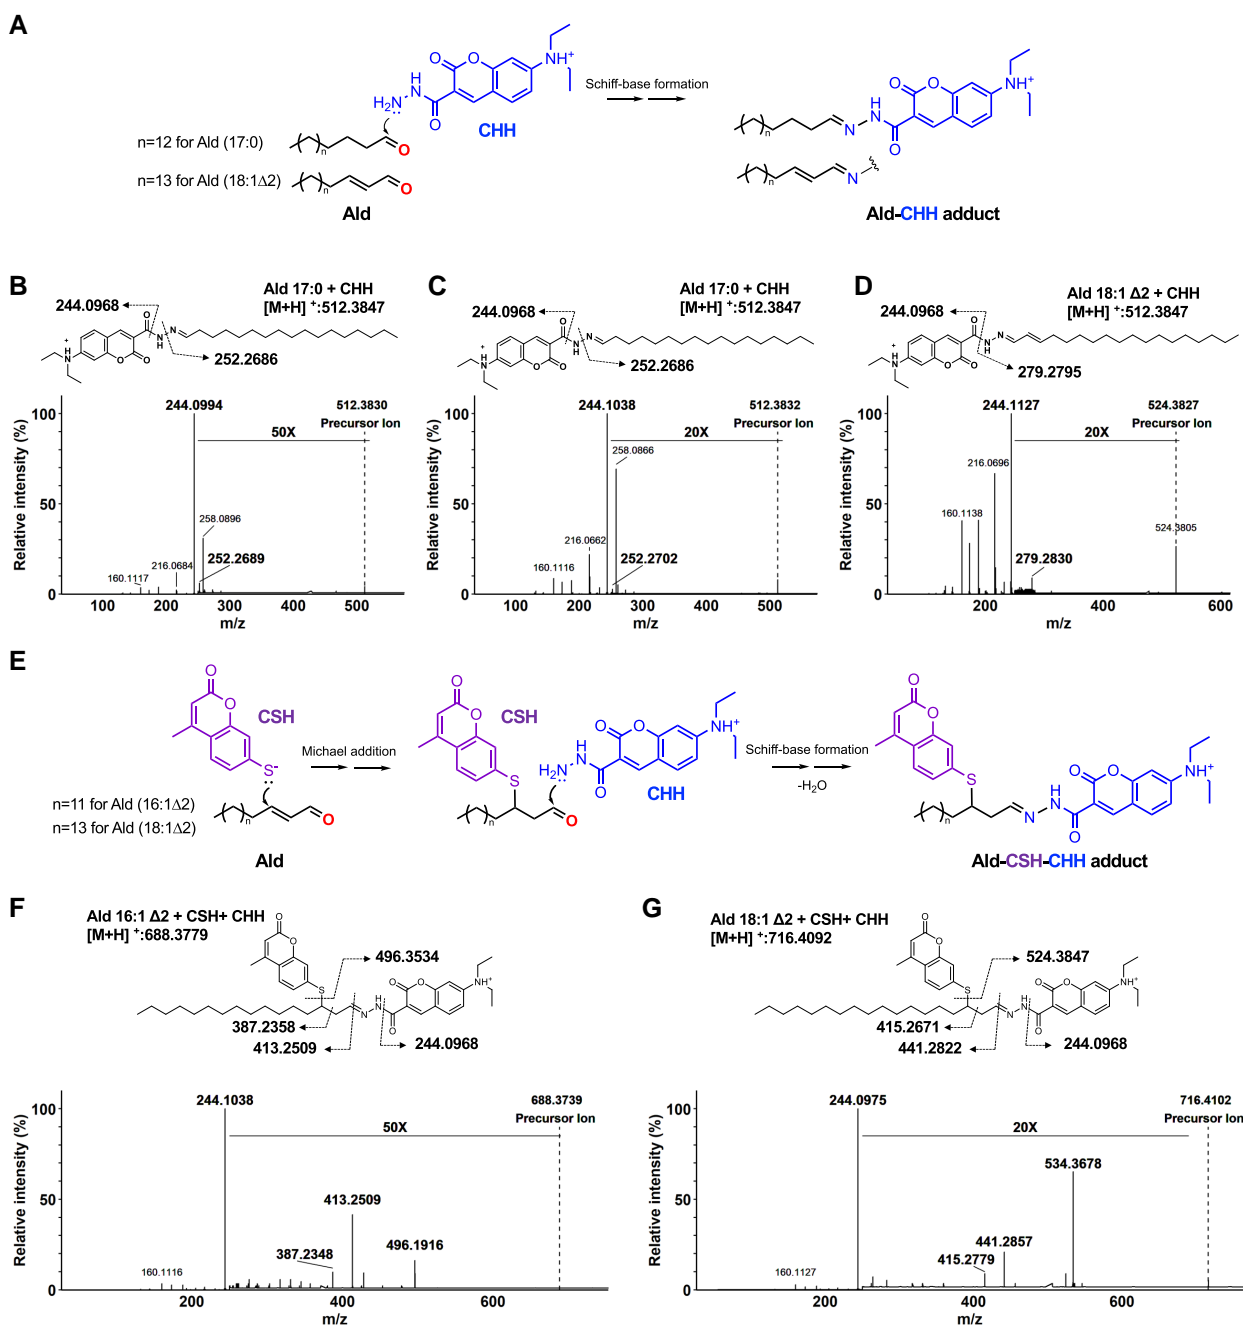 A
O
O
NH+
H
N
H2N
O
CHH
Schiff-base formation
n=12 for Ald (17:0)
n
O
n=13 for Ald (18:1Δ2)
n
O
Ald
O
O
NH+
H
N
N
O
n
n
N
Ald-CHH adduct
B
Ald 17:0 + CHH
[M+H] +:512.3847
244.0968
252.2686
Relative intensity (%)
100
50
0
244.0994
512.3830
Precursor Ion
50X
258.0896
252.2689
216.0684
160.1117
100 200 300 400 500
m/z
C
Ald 17:0 + CHH
[M+H] +:512.3847
244.0968
252.2686
Relative intensity (%)
100
50
0
244.1038
512.3832
Precursor Ion
20X
258.0866
216.0662
252.2702
160.1116
100 200 300 400 500
m/z
D
Ald 18:1 Δ2 + CHH
[M+H] +:512.3847
244.0968
279.2795
Relative intensity (%)
100
50
0
244.1127
524.3827
Precursor Ion
20X
216.0696
160.1138
524.3805
279.2830
200 400 600
m/z
E
O
O
CSH
S-
n=11 for Ald (16:1Δ2)
n=13 for Ald (18:1Δ2)
n
O
Ald
Michael addition
O
O
CSH
S
n
O
H2N
H
N
O
O
O
NH+
CHH
Schiff-base formation
-H2O
O
O
S
n
N
H
N
O
O
O
NH+
Ald-CSH-CHH adduct
F
Ald 16:1 Δ2 + CSH+ CHH
[M+H] +:688.3779
496.3534
387.2358
413.2509
244.0968
Relative intensity (%)
100
50
0
244.1038
688.3739
Precursor Ion
50X
413.2509
387.2348
496.1916
160.1116
200 400 600
m/z
G
Ald 18:1 Δ2 + CSH+ CHH
[M+H] +:716.4092
524.3847
415.2671
441.2822
244.0968
Relative intensity (%)
100
50
0
244.0975
716.4102
Precursor Ion
20X
534.3678
441.2857
415.2779
160.1127
200 400 600
m/z